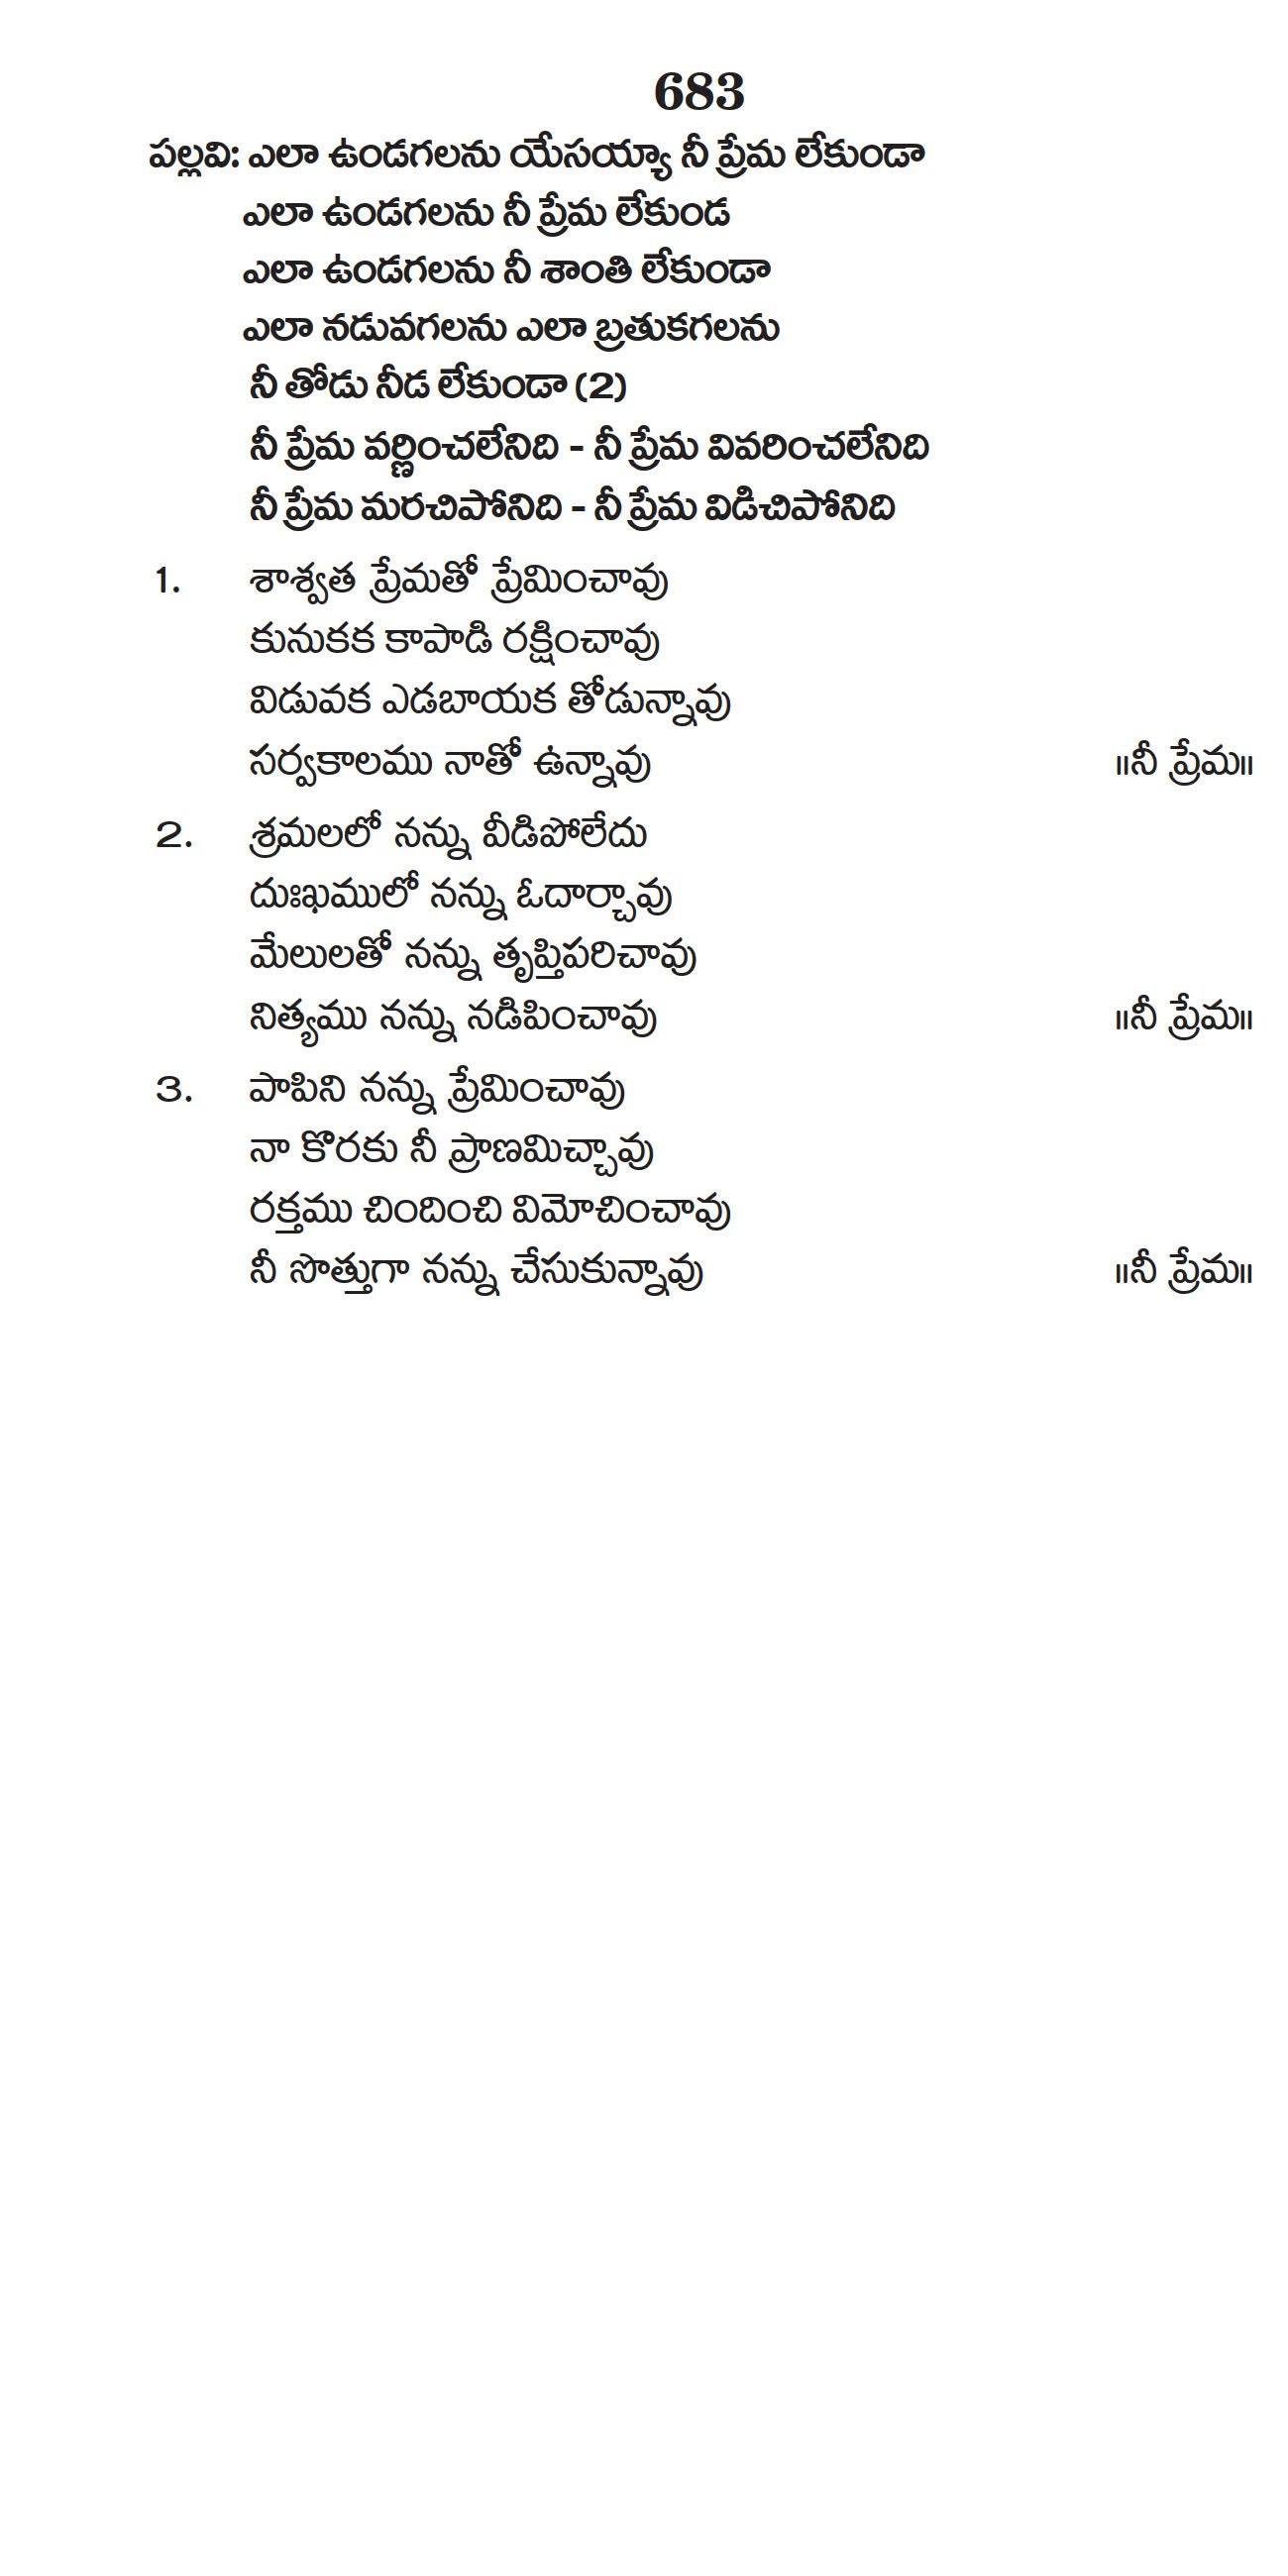 683
పల్లవి: ఎలా ఉండగలను యేసయ్యా నీ ప్రేమ లేకుండా
ఎలా ఉండగలను నీ ప్రేమ లేకుండ
ఎలా ఉండగలను నీ శాంతి లేకుండా
ఎలా నడువగలను ఎలా బ్రతుకగలను
నీ తోడు నీడ లేకుండా (2)
నీ ప్రేమ వర్ణించలేనిది - నీ ప్రేమ వివరించలేనిది
నీ ప్రేమ మరచిపోనిది - నీ ప్రేమ విడిచిపోనిది
1. శాశ్వత ప్రేమతో ప్రేమించావు
కునుకక కాపాడి రక్షించావు
విడువక ఎడబాయక తోడున్నావు
సర్వకాలము నాతో ఉన్నావు ॥నీ ప్రేమ॥
2. శ్రమలలో నన్ను వీడిపోలేదు
దుఃఖములో నన్ను ఓదార్చావు
మేలులతో నన్ను తృప్తిపరిచావు
నిత్యము నన్ను నడిపించావు ॥నీ ప్రేమ॥
3. పాపిని నన్ను ప్రేమించావు
నా కొరకు నీ ప్రాణమిచ్చావు
రక్తము చిందించి విమోచించావు
నీ సొత్తుగా నన్ను చేసుకున్నావు ॥నీ ప్రేమ॥